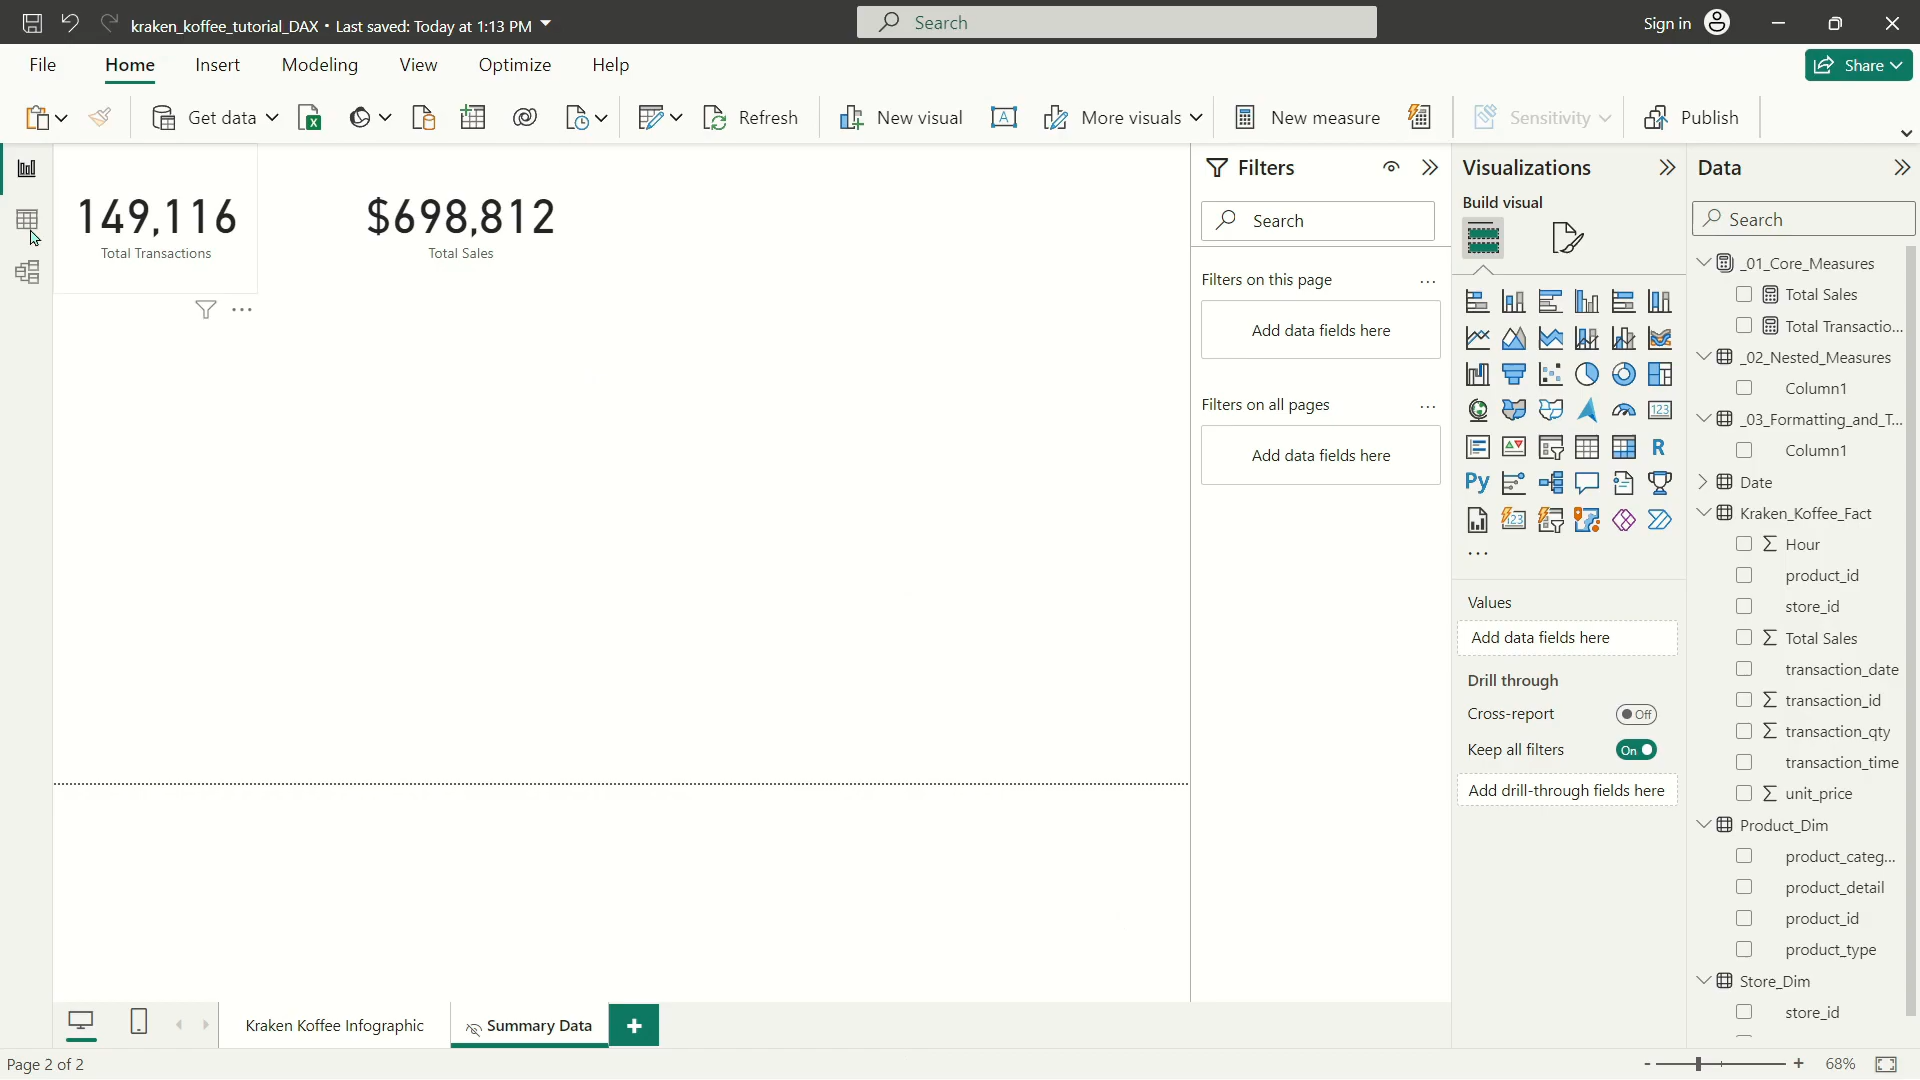 kraken_koffee_tutorial_DAX • Last saved: Today at 1:13 PM
Search
Sign in
File Home Insert Modeling View Optimize Help
Share
Get data
Refresh
New visual
More visuals
New measure
Sensitivity
Publish
149,116
Total Transactions
$698,812
Total Sales
Filters
Search
Filters on this page
Add data fields here
Filters on all pages
Add data fields here
Visualizations
Build visual
123
R
Py
123
Values
Add data fields here
Drill through
Cross-report Off
Keep all filters On
Add drill-through fields here
Data
Search
_01_Core_Measures
Total Sales
Total Transactio...
_02_Nested_Measures
Column1
_03_Formatting_and_T...
Column1
Date
Kraken_Koffee_Fact
Hour
product_id
store_id
Total Sales
transaction_date
transaction_id
transaction_qty
transaction_time
unit_price
Product_Dim
product_categ...
product_detail
product_id
product_type
Store_Dim
store_id
Kraken Koffee Infographic
Summary Data
Page 2 of 2
68%